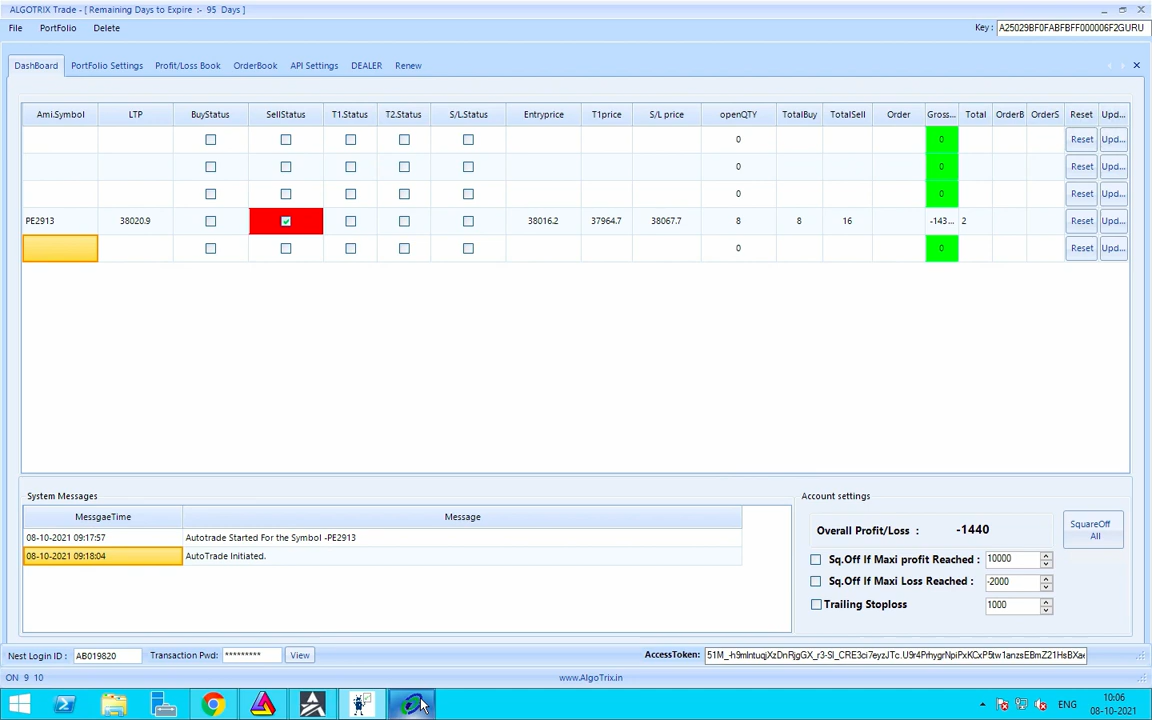 ALGOTRIX Trade - [ Remaining Days to Expire :- 95 Days ]
File PortFolio Delete Key : A25029BF0FABFBFF000006F2GURU
DashBoard PortFolio Settings Profit/Loss Book OrderBook API Settings DEALER Renew
Ami.Symbol LTP BuyStatus SellStatus T1.Status T2.Status S/L.Status Entryprice T1price S/L price openQTY TotalBuy TotalSell Order Gross... Total OrderB OrderS Reset Upd...
0 0 Reset Upd...
0 Reset Upd...
0 Reset Upd...
PE2913 38020.9 38016.2 37964.7 38067.7 8 8 16 -143... 2 Reset Upd...
0 0 Reset Upd...
System Messages
MessgaeTime Message
08-10-2021 09:17:57 Autotrade Started For the Symbol -PE2913
08-10-2021 09:18:04 AutoTrade Initiated.
Account settings
Overall Profit/Loss : -1440
SquareOff
All
Sq.Off If Maxi profit Reached : 10000
Sq.Off If Maxi Loss Reached : -2000
Trailing Stoploss 1000
Nest Login ID : AB019820 Transaction Pwd: ********* View AccessToken:
ON 9 10 www.AlgoTrix.in
ENG 10:06
08-10-2021